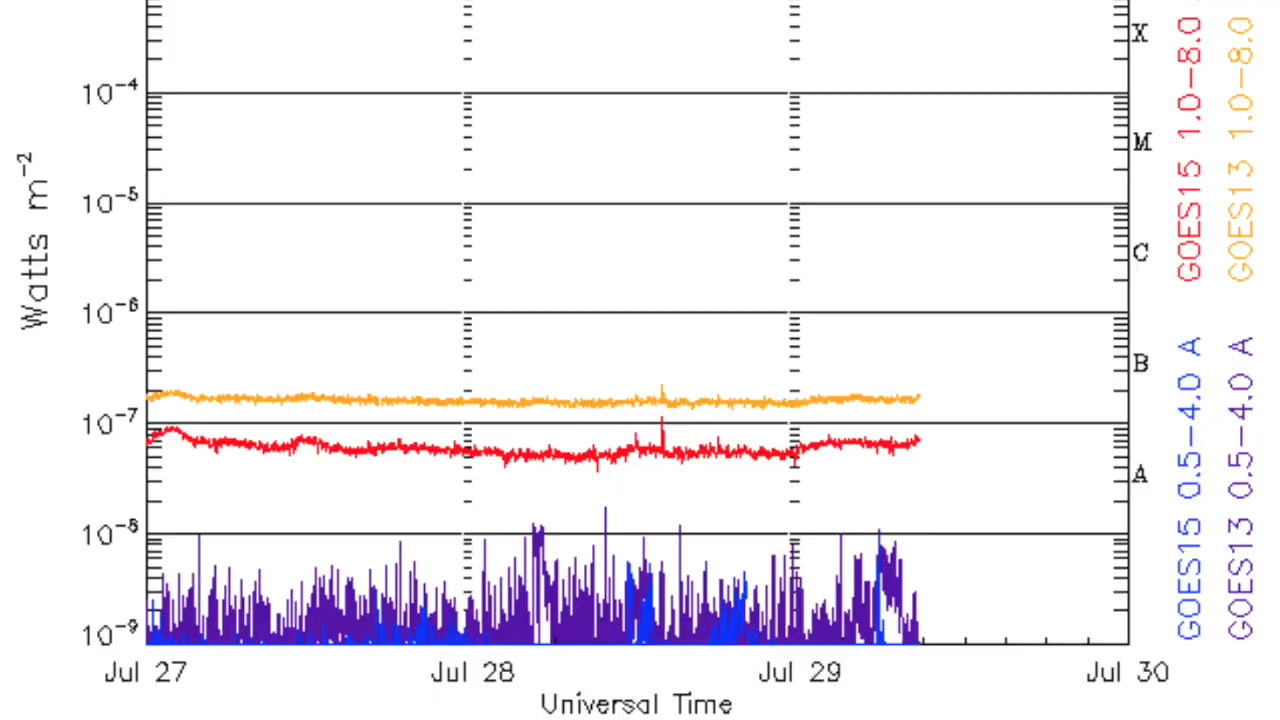 X
10-4
M
10-5
C
10-6
B
10-7
A
10-8
10-9
Watts m-2
Jul 27
Jul 28
Jul 29
Jul 30
Universal Time
GOES15 0.5-4.0 A
GOES15 1.0-8.0
GOES13 0.5-4.0 A
GOES13 1.0-8.0